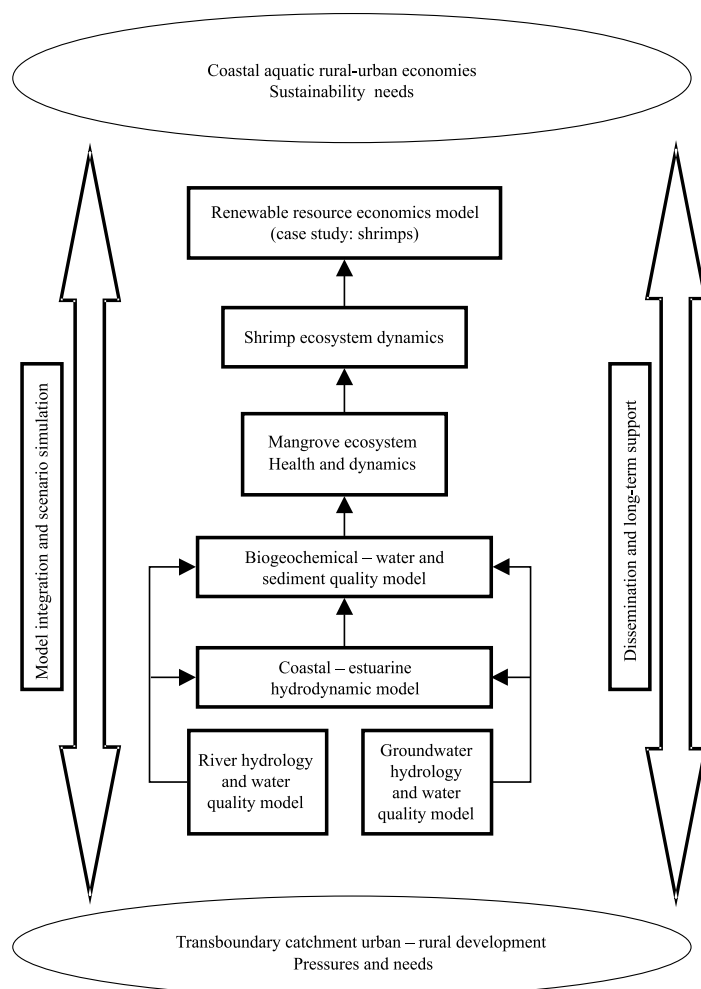 Coastal aquatic rural-urban economies
Sustainability needs
Renewable resource economics model
(case study: shrimps)
Shrimp ecosystem dynamics
Model integration and scenario simulation
Dissemination and long-term support
Mangrove ecosystem
Health and dynamics
Biogeochemical – water and
sediment quality model
Coastal – estuarine
hydrodynamic model
River hydrology
and water
quality model
Groundwater
hydrology
and water
quality model
Transboundary catchment urban – rural development
Pressures and needs